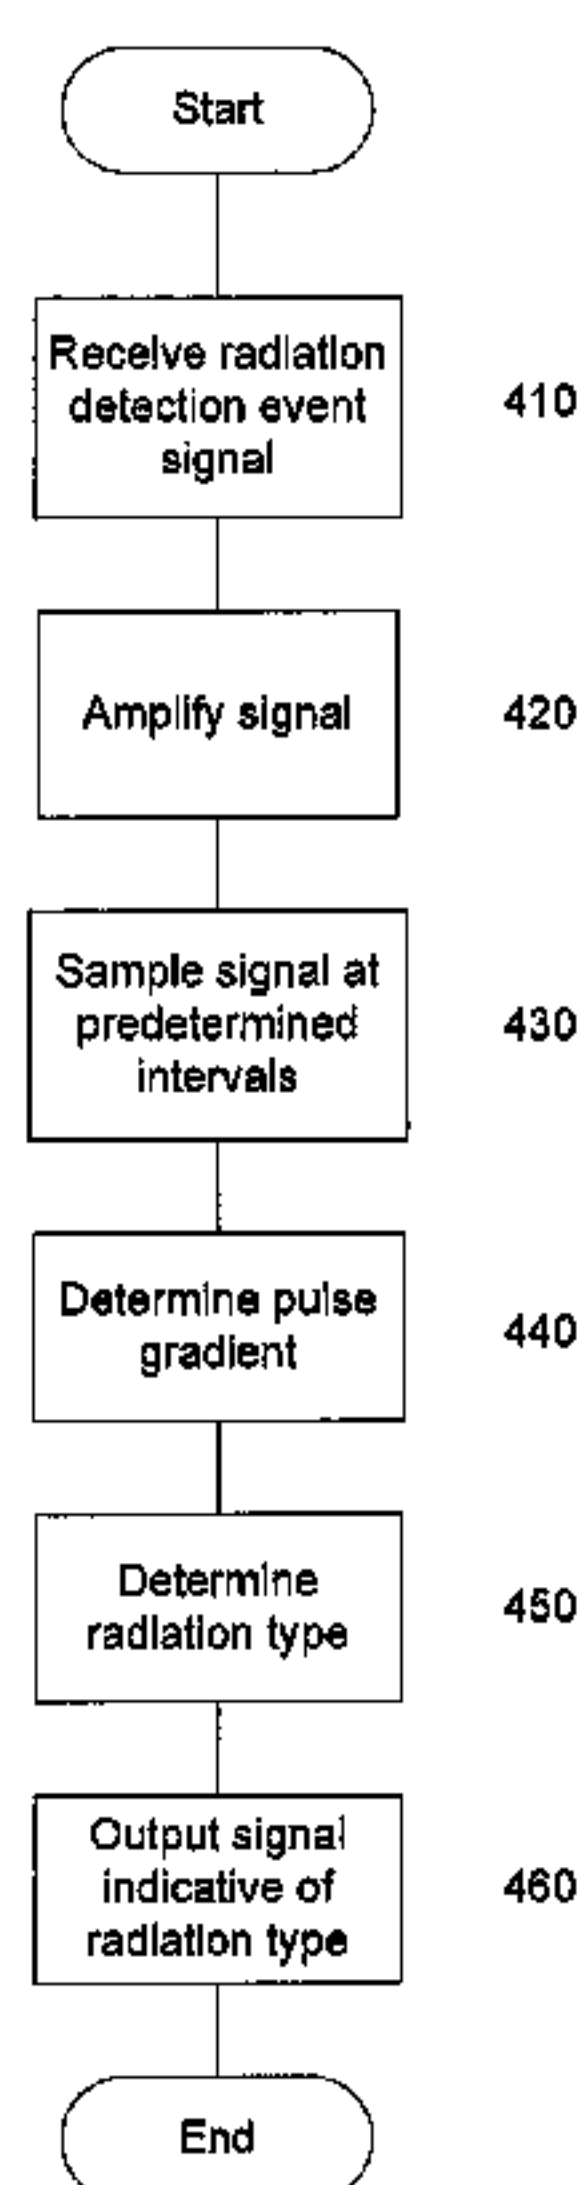 Start
Receive radiation
detection event
signal
410
Amplify signal
420
Sample signal at
predetermined
intervals
430
Determine pulse
gradient
440
Determine
radiation type
450
Output signal
indicative of
radiation type
460
End